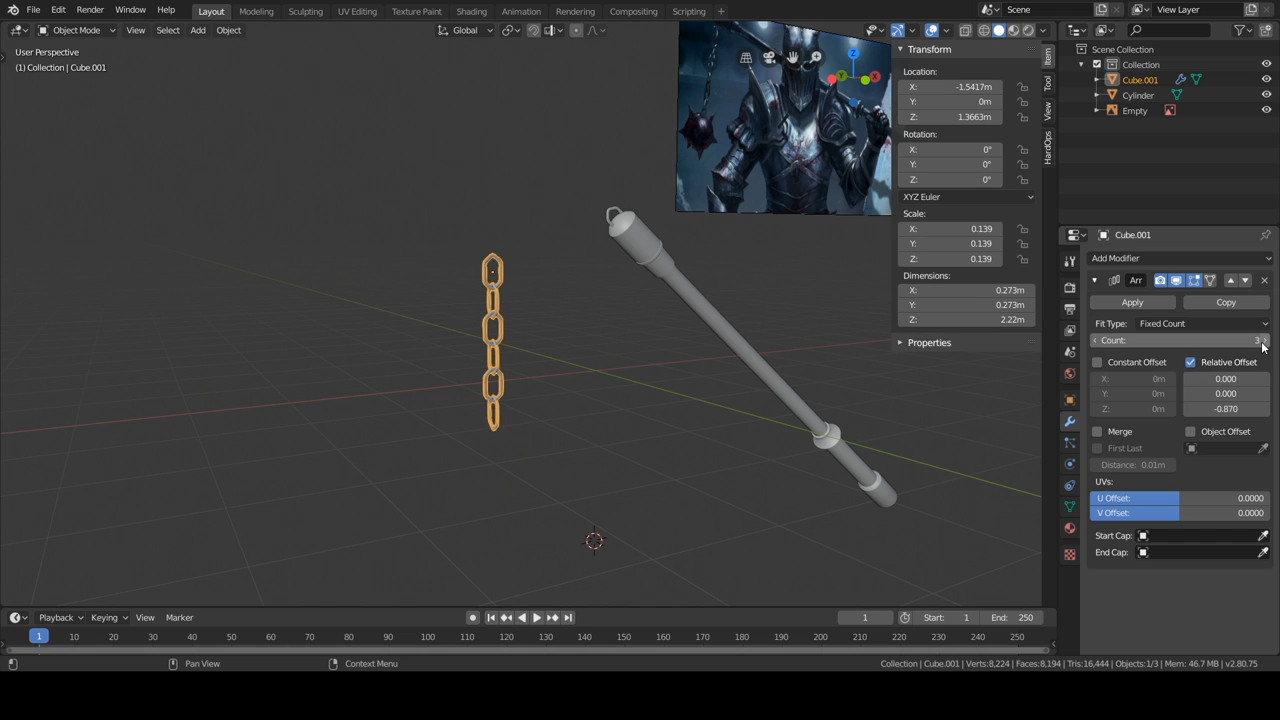 File Edit Render Window Help Layout Modeling Sculpting UV Editing Texture Paint Shading Animation Rendering Compositing Scripting + Scene View Layer
Object Mode View Select Add Object Global
User Perspective
(1) Collection | Cube.001
Transform
Location:
X: -1.5417m
Y: 0m
Z: 1.3663m
Rotation:
X: 0°
Y: 0°
Z: 0°
XYZ Euler
Scale:
X: 0.139
Y: 0.139
Z: 0.139
Dimensions:
X: 0.273m
Y: 0.273m
Z: 2.22m
Properties
Item
Tool
View
HardOps
Z
Y
X
Scene Collection
Collection
Cube.001
Cylinder
Empty
Cube.001
Add Modifier
Arr
Apply Copy
Fit Type: Fixed Count
Count: 3
Constant Offset Relative Offset
X: 0m 0.000
Y: 0m 0.000
Z: 0m -0.870
Merge Object Offset
First Last
Distance: 0.01m
UVs:
U Offset: 0.0000
V Offset: 0.0000
Start Cap:
End Cap:
Playback Keying View Marker 1 Start: 1 End: 250
1 10 20 30 40 50 60 70 80 90 100 110 120 130 140 150 160 170 180 190 200 210 220 230 240 250
Pan View Context Menu Collection | Cube.001 | Verts:8,224 | Faces:8,194 | Tris:16,444 | Objects:1/3 | Mem: 46.7 MB | v2.80.75